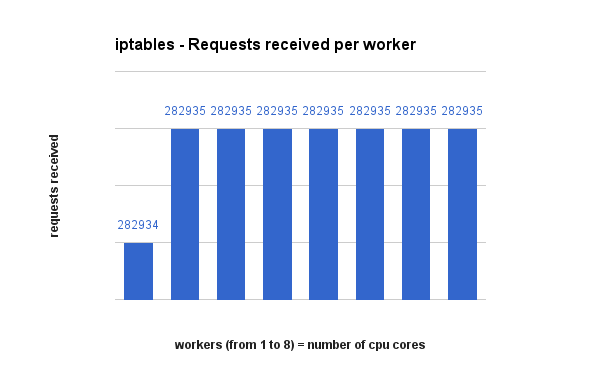 iptables - Requests received per worker
282935 282935 282935 282935 282935 282935 282935
282934
requests received
workers (from 1 to 8) = number of cpu cores